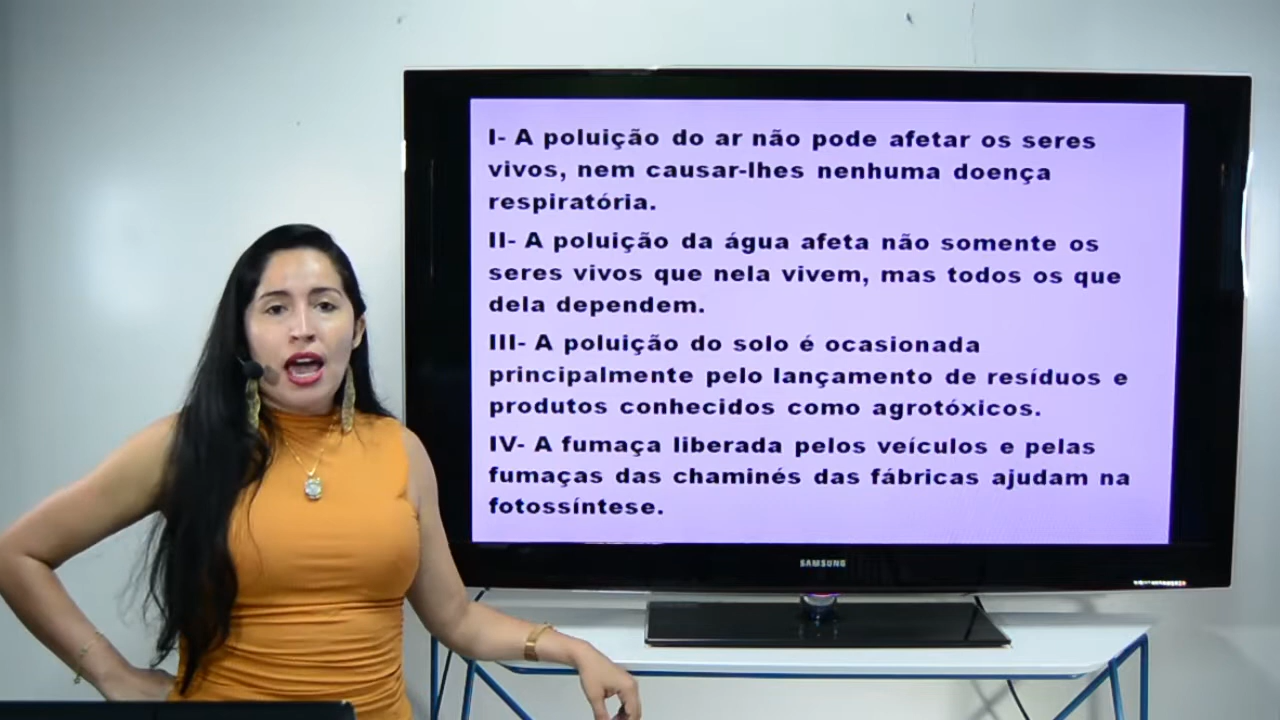 I- A poluição do ar não pode afetar os seres
vivos, nem causar-lhes nenhuma doença
respiratória.
II- A poluição da água afeta não somente os
seres vivos que nela vivem, mas todos os que
dela dependem.
III- A poluição do solo é ocasionada
principalmente pelo lançamento de resíduos e
produtos conhecidos como agrotóxicos.
IV- A fumaça liberada pelos veículos e pelas
fumaças das chaminés das fábricas ajudam na
fotossíntese.
SAMSUNG